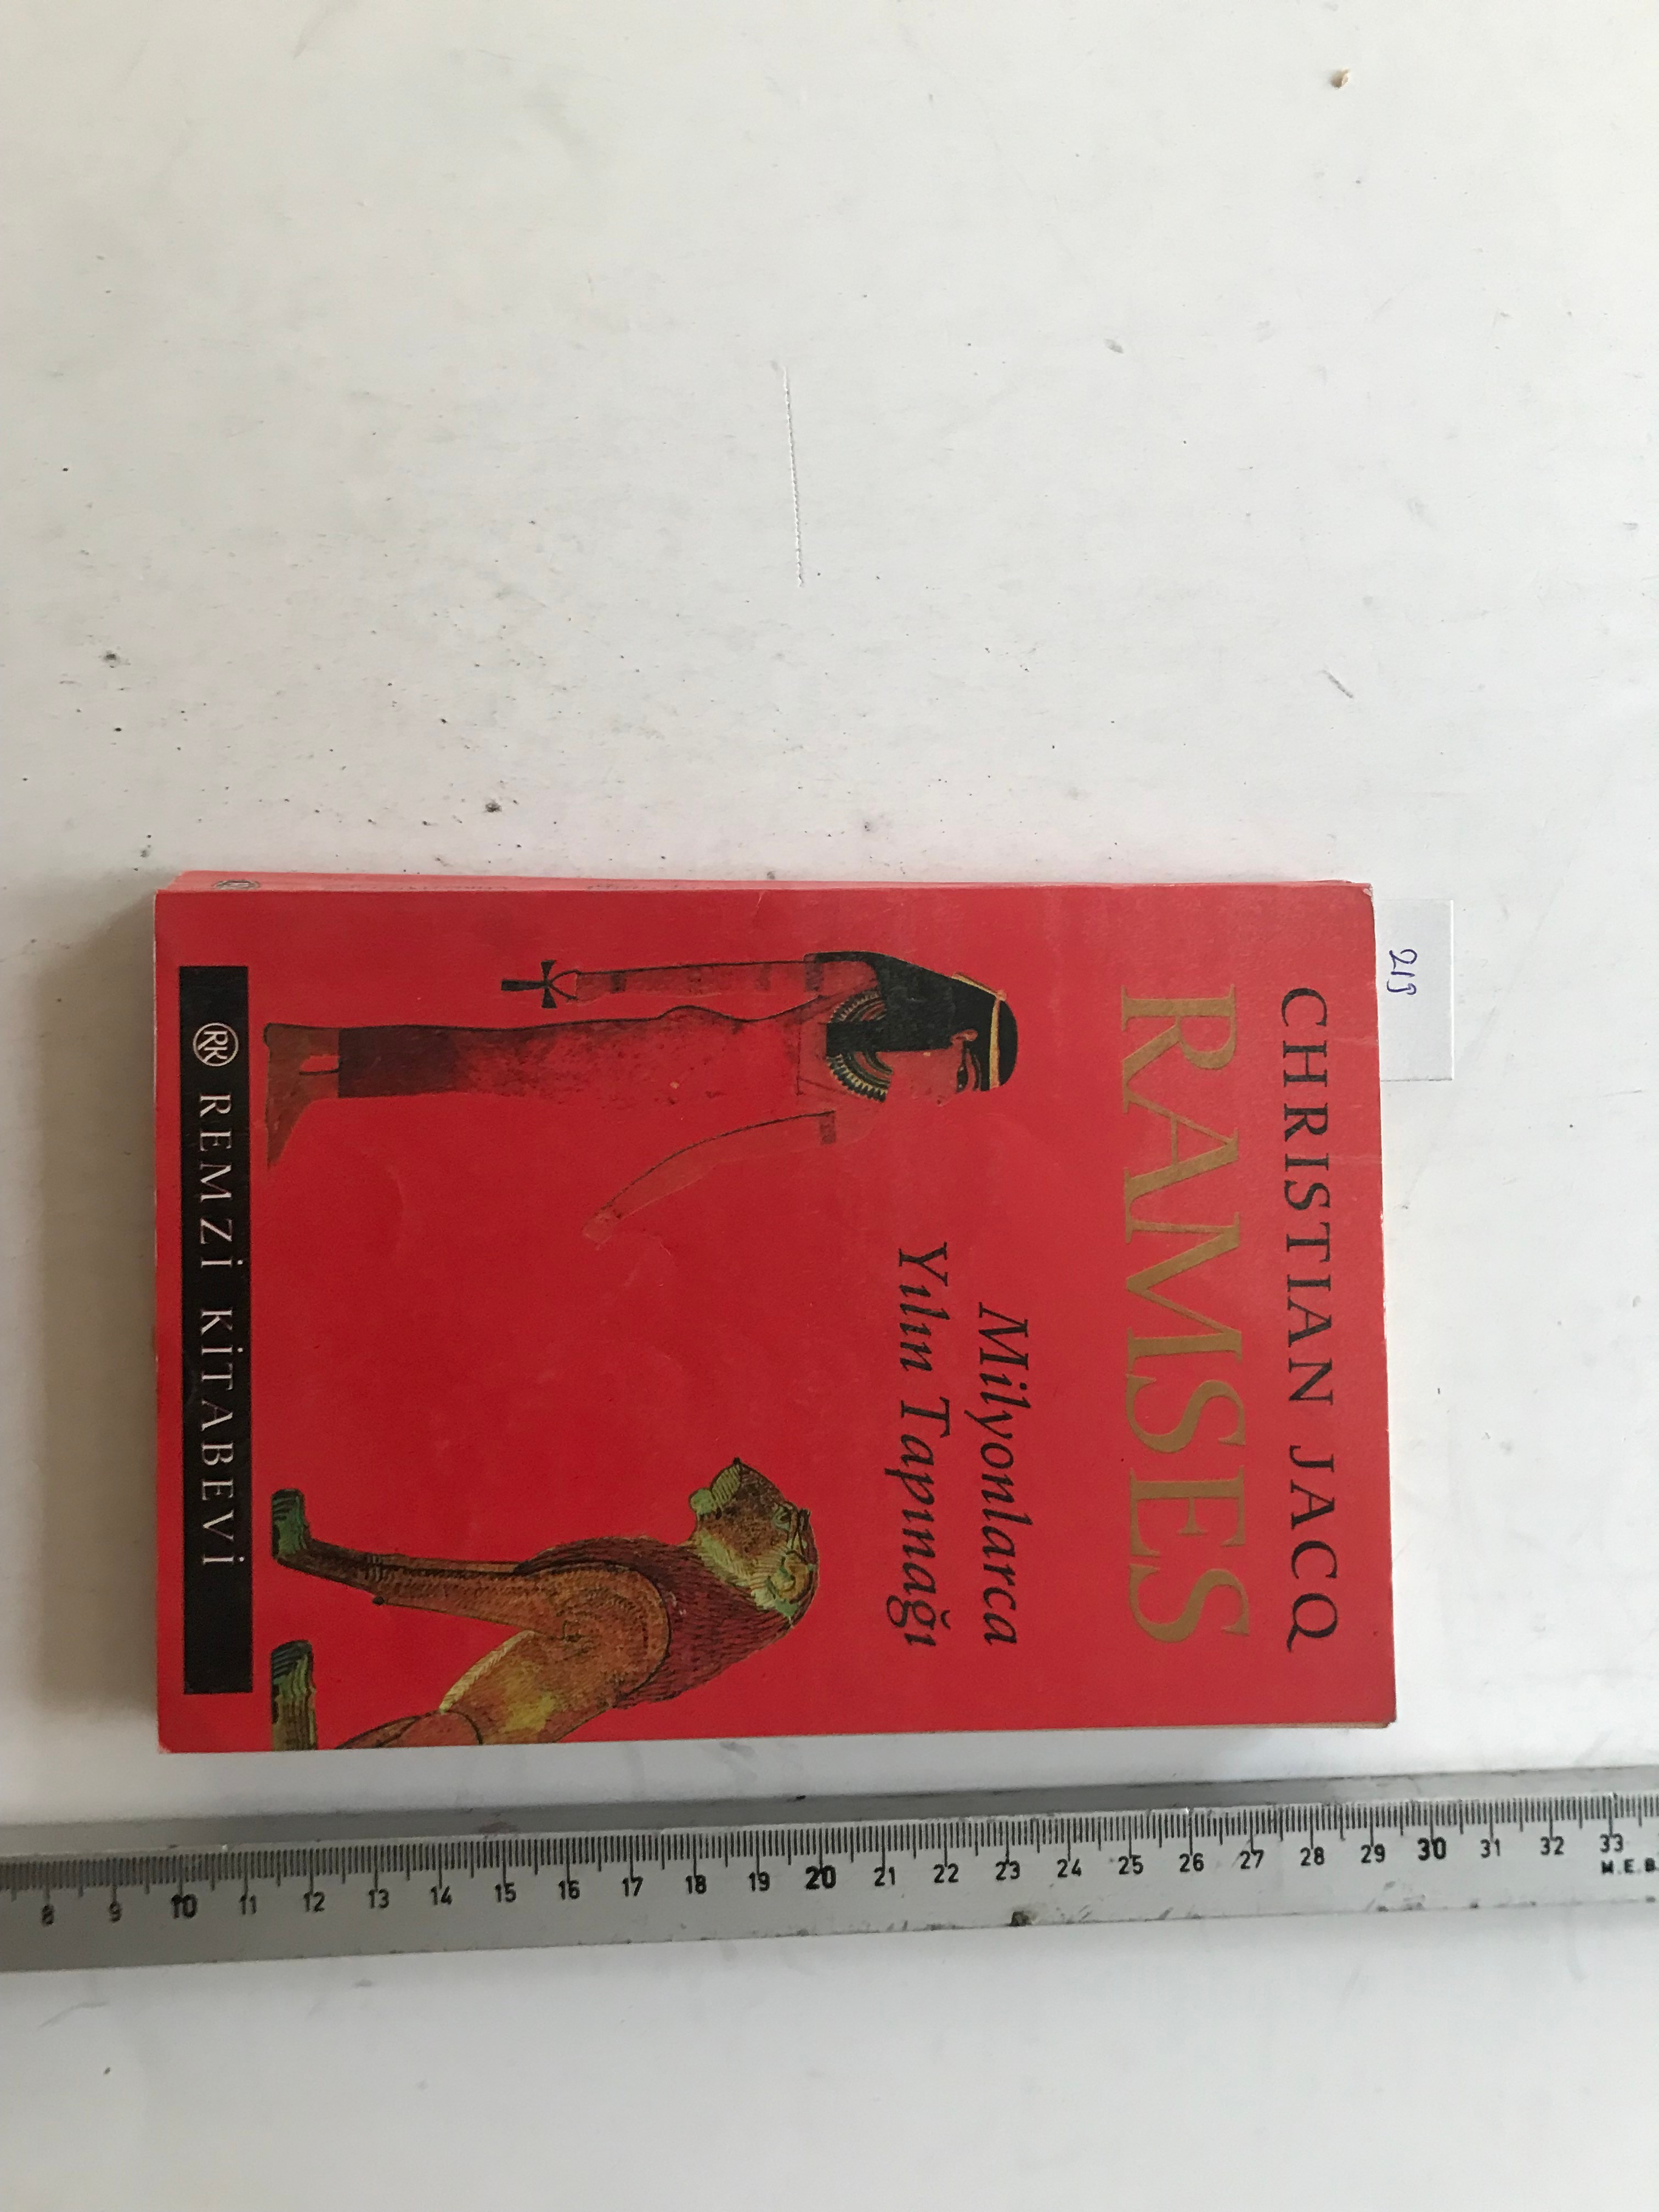 219
CHRISTIAN JACQ
RAMSES
Milyonlarca
Yılın Tapınağı
RK REMZİ KİTABEVİ
8 9 10 11 12 13 14 15 16 17 18 19 20 21 22 23 24 25 26 27 28 29 30 31 32 33
M.E.B.